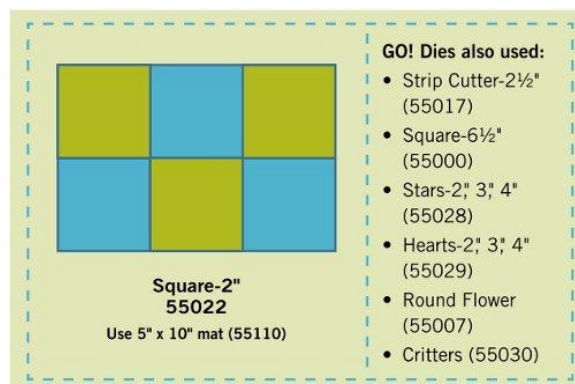 Square-2"
55022
Use 5" x 10" mat (55110)
GO! Dies also used:
• Strip Cutter-2½"
(55017)
• Square-6½"
(55000)
• Stars-2", 3", 4"
(55028)
• Hearts-2", 3", 4"
(55029)
• Round Flower
(55007)
• Critters (55030)